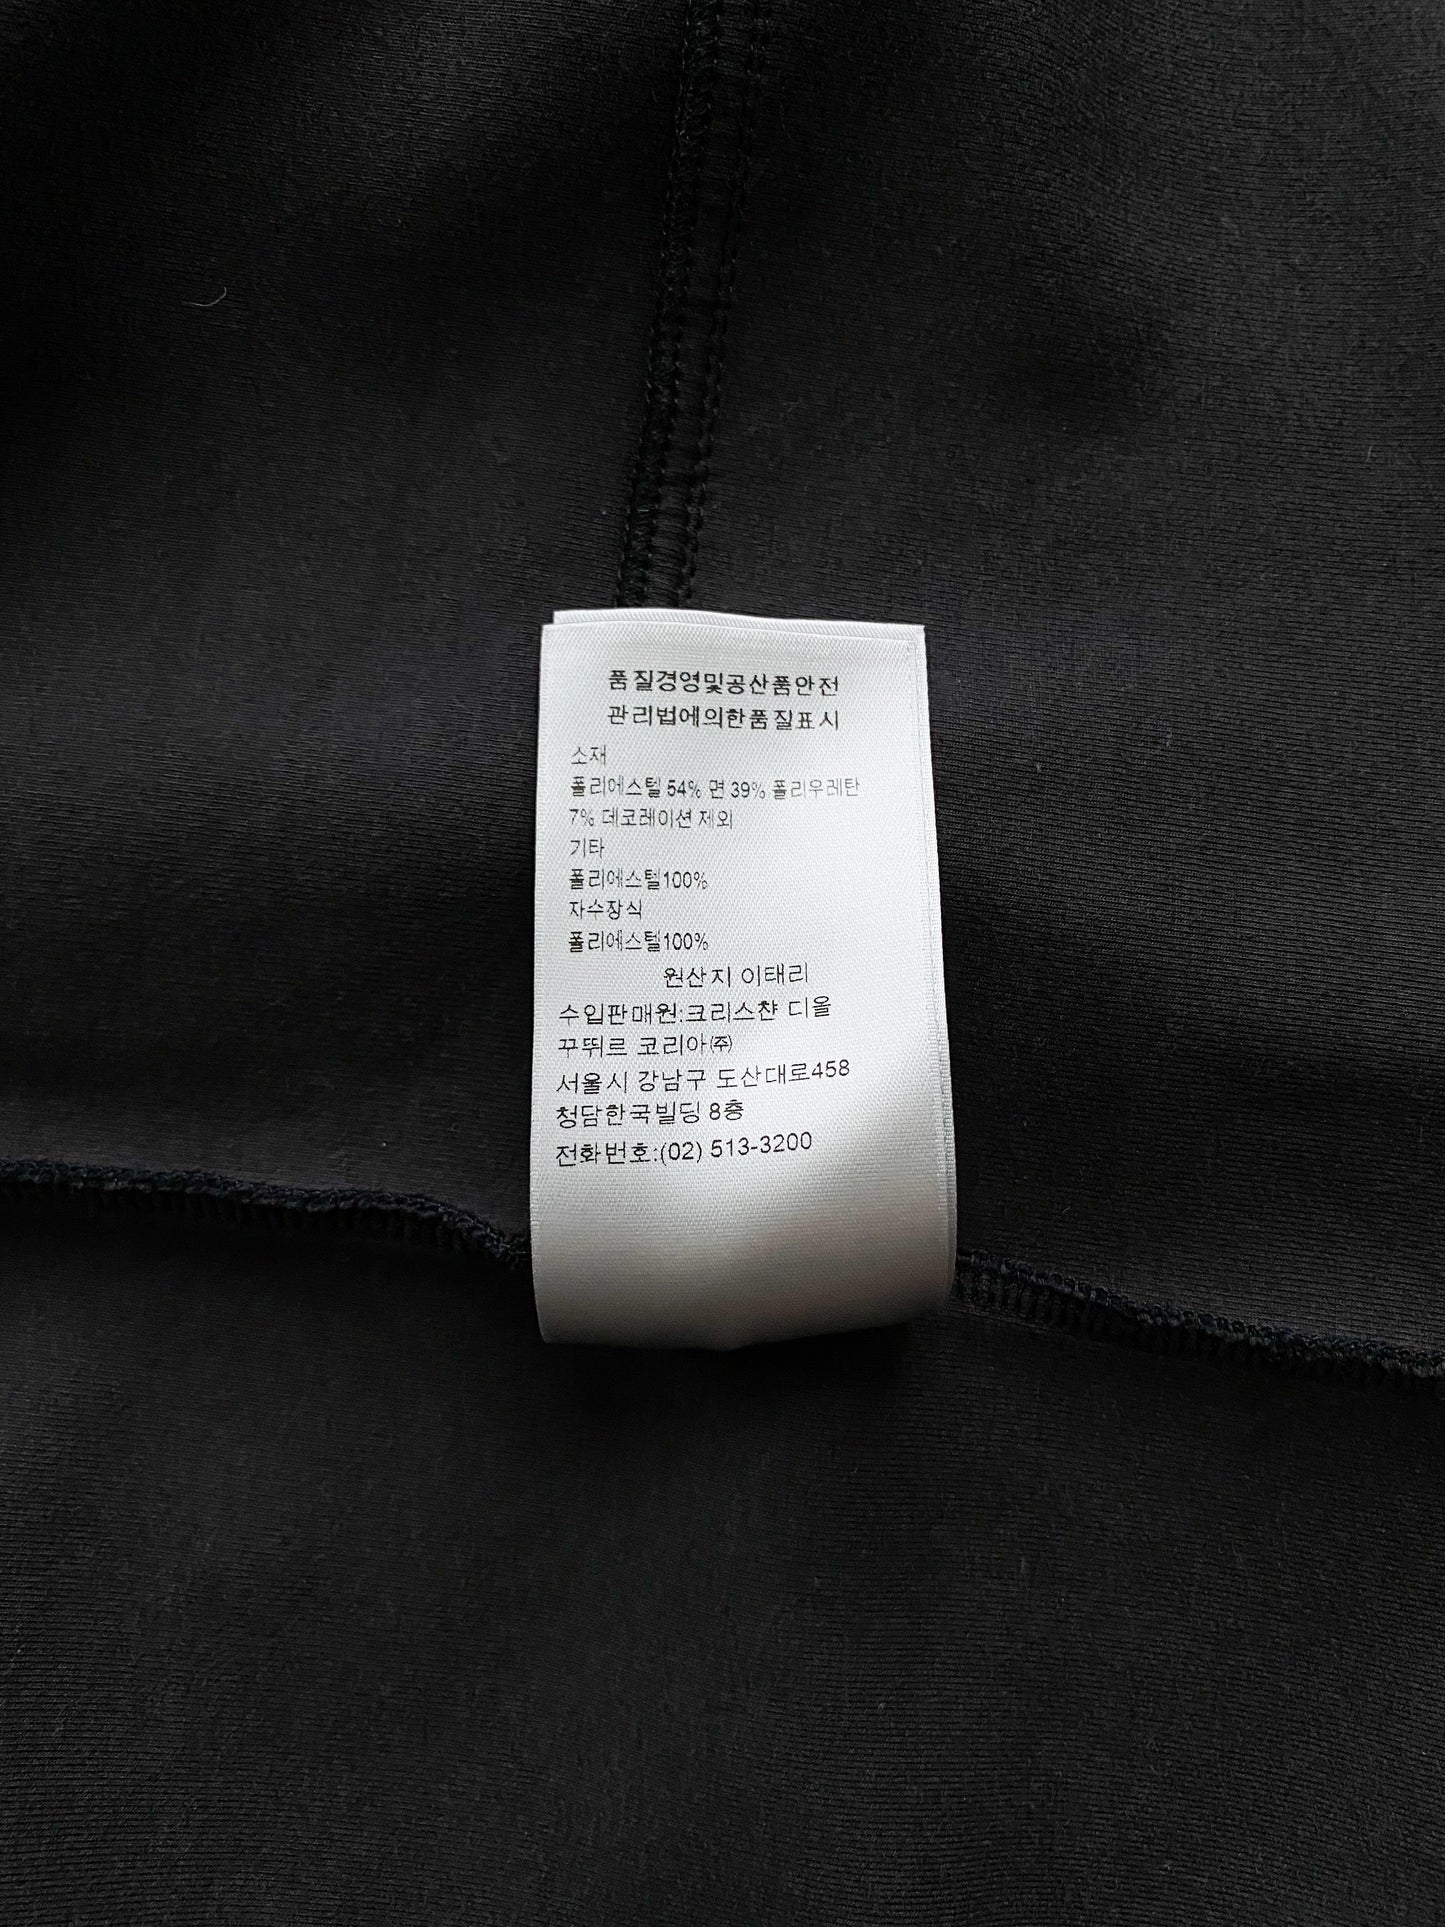 품질경영및공산품안전
관리법에의한품질표시
소재
폴리에스텔 54% 면 39% 폴리우레탄
7% 데코레이션 제외
기타
폴리에스텔100%
자수장식
폴리에스텔100%
원산지 이태리
수입판매원:크리스챤 디올
꾸뛰르 코리아㈜
서울시 강남구 도산대로458
청담한국빌딩 8층
전화번호:(02) 513-3200